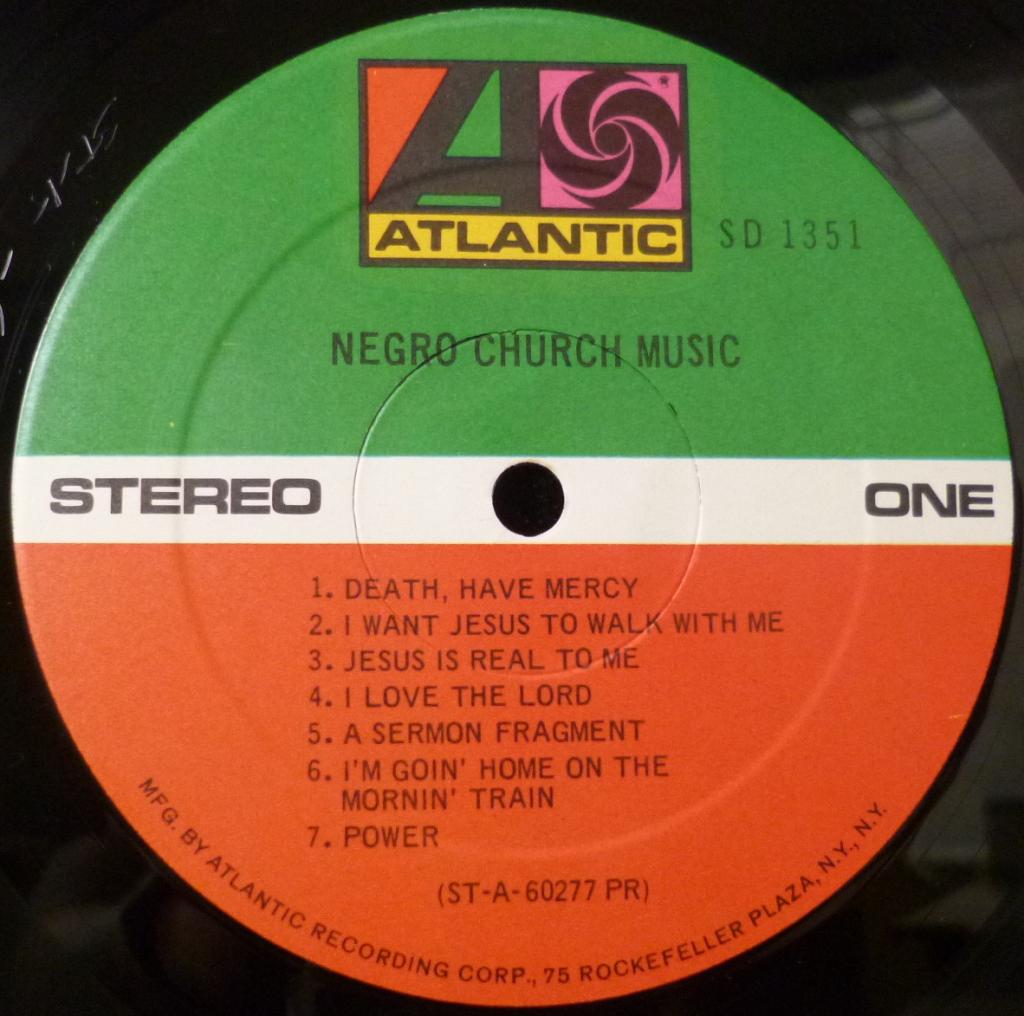 ATLANTIC
SD 1351
NEGRO CHURCH MUSIC
STEREO
ONE
1. DEATH, HAVE MERCY
2. I WANT JESUS TO WALK WITH ME
3. JESUS IS REAL TO ME
4. I LOVE THE LORD
5. A SERMON FRAGMENT
6. I'M GOIN' HOME ON THE
MORNIN' TRAIN
7. POWER
(ST-A-60277 PR)
MFG. BY ATLANTIC RECORDING CORP., 75 ROCKEFELLER PLAZA, N.Y., N.Y.